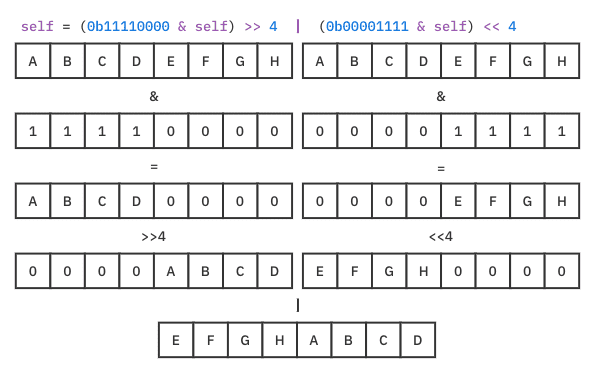 self = (0b11110000 & self) >> 4 | (0b00001111 & self) << 4
A B C D E F G H A B C D E F G H
& &
1 1 1 1 0 0 0 0 0 0 0 0 1 1 1 1
= =
A B C D 0 0 0 0 0 0 0 0 E F G H
>>4 <<4
0 0 0 0 A B C D E F G H 0 0 0 0
|
E F G H A B C D